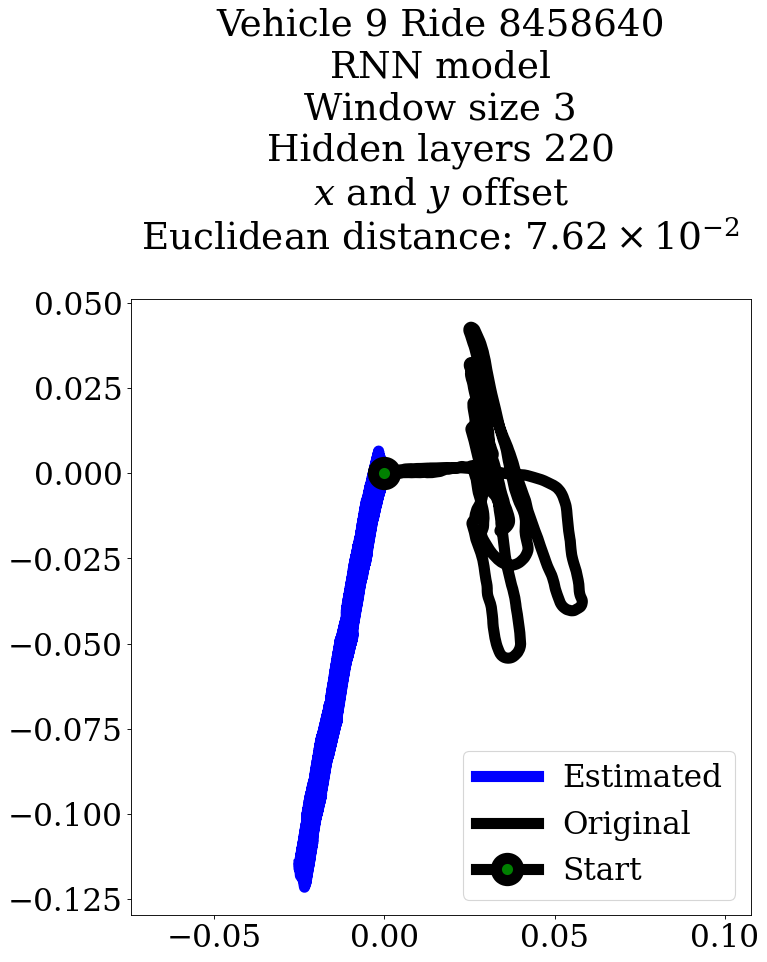 Vehicle 9 Ride 8458640
RNN model
Window size 3
Hidden layers 220
x and y offset
Euclidean distance: 7.62 × 10⁻²
0.050
0.025
0.000
−0.025
−0.050
−0.075
−0.100
−0.125
Estimated
Original
Start
−0.05 0.00 0.05 0.10